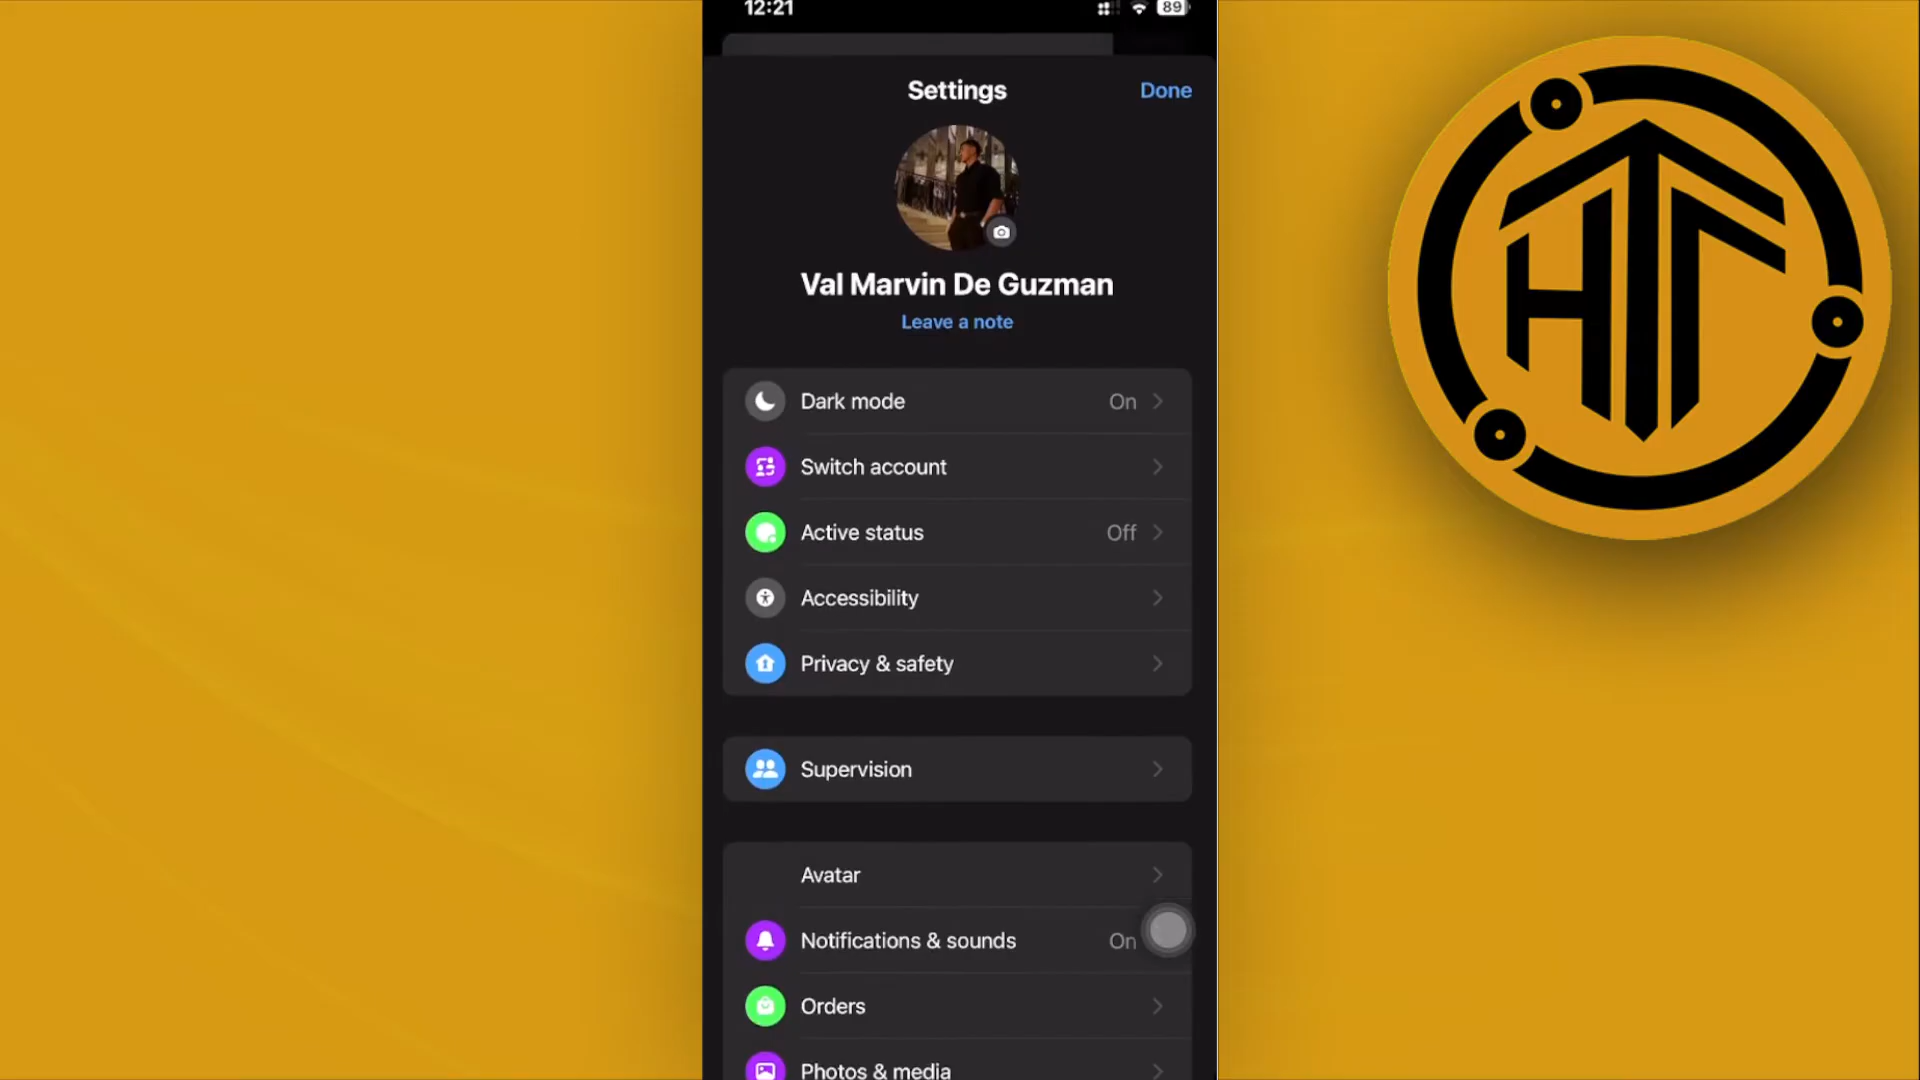 12:21
89
Settings
Done
Val Marvin De Guzman
Leave a note
Dark mode
On
Switch account
Active status
Off
Accessibility
Privacy & safety
Supervision
Avatar
Notifications & sounds
On
Orders
Photos & media
HTT